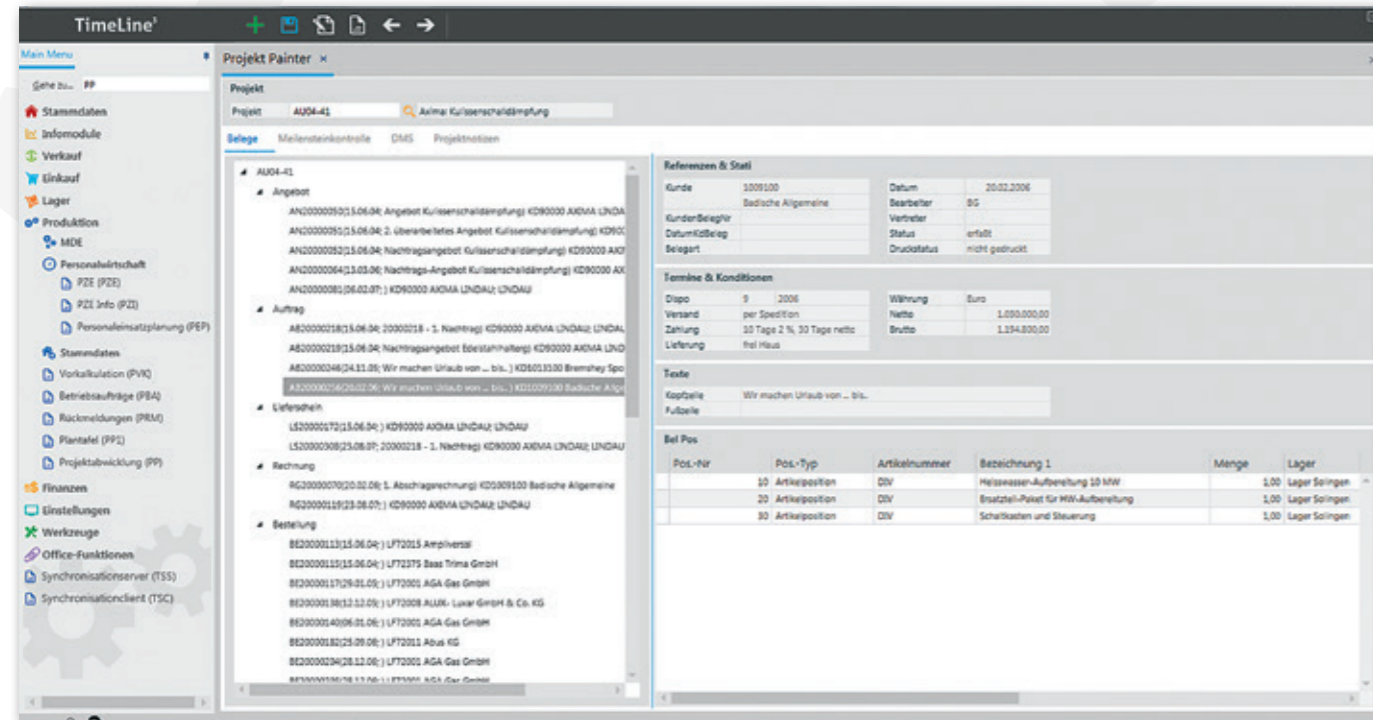 TimeLine
Main Menu
Projekt Painter ×
Gehe zu... PP
Projekt
Projekt AU04-41 Axima: Kulissenschalldämpfung
Belege Meilensteinkontrolle DMS Projektnotizen
Stammdaten
Infomodule
Verkauf
Einkauf
Lager
Produktion
MDE
Personalwirtschaft
PZE (PZE)
PZE Info (PZI)
Personaleinsatzplanung (PEP)
Stammdaten
Vorkalkulation (PVK)
Betriebsaufträge (PBA)
Rückmeldungen (PRM)
Plantafel (PP1)
Projektabwicklung (PP)
Finanzen
Einstellungen
Werkzeuge
Office-Funktionen
Synchronisationserver (TSS)
Synchronisationclient (TSC)
AU04-41
Angebot
AN20000050(15.06.04; Angebot Kulissenschalldämpfung) KD90000 AXIMA LINDA
AN20000051(15.06.04; 2. überarbeitetes Angebot Kulissenschalldämpfung)
AN20000052(15.06.04; Nachtragsangebot Kulissenschalldämpfung) KD90000
AN20000064(13.03.06; Nachtrags-Angebot Kulissenschalldämpfung) KD90000 AX
AN20000081(06.02.07; ) KD90000 AXIMA LINDAU; LINDAU
Auftrag
AB20000218(15.06.04; 20000218 - 1. Nachtrag) KD90000 AXIMA LINDAU; LINDAU
AB20000219(15.06.04; Nachtragsangebot Edelstahlhalterg) KD90000 AXIMA LIND
AB20000246(24.11.05; Wir machen Urlaub von ... bis.. ) KD1013100 Bremshey Spo
AB20000256(20.02.06; Wir machen Urlaub von ... bis.. ) KD1009100 Badische Allge
Lieferschein
LS20000172(15.06.04; ) KD90000 AXIMA LINDAU; LINDAU
LS20000308(23.08.07; 20000218 - 1. Nachtrag) KD90000 AXIMA LINDAU; LINDAU
Rechnung
RG20000070(20.02.06; 1. Abschlagsrechnung) KD1009100 Badische Allgemeine
RG20000119(23.08.07; ) KD90000 AXIMA LINDAU; LINDAU
Bestellung
BE20000113(15.06.04; ) LF72015 Ampliversal
BE20000115(15.06.04; ) LF72375 Baas Trima GmbH
BE20000117(29.01.05; ) LF72001 AGA Gas GmbH
BE20000138(12.12.05; ) LF72008 ALUX- Luxar GmbH & Co. KG
BE20000140(06.01.06; ) LF72001 AGA Gas GmbH
BE20000182(25.09.06; ) LF72011 Abus KG
BE20000204(28.12.06; ) LF72001 AGA Gas GmbH
LF72001 AGA Gas GmbH
Referenzen & Stati
Kunde 1009100 Datum 20.02.2006
Badische Allgemeine Bearbeiter BG
KundenBelegNr Vertreter
DatumKdBeleg Status erfaßt
Belegart Druckstatus nicht gedruckt
Termine & Konditionen
Dispo 9 2006 Währung Euro
Versand per Spedition Netto 1.030.000,00
Zahlung 10 Tage 2 %, 30 Tage netto Brutto 1.194.800,00
Lieferung frei Haus
Texte
Kopfzeile Wir machen Urlaub von ... bis..
Fußzeile
Bel Pos
Pos.-Nr Pos.-Typ Artikelnummer Bezeichnung 1 Menge Lager
10 Artikelposition DIV Heisswasser-Aufbereitung 10 MW 1,00 Lager Solingen
20 Artikelposition DIV Ersatzteil-Paket für HW-Aufbereitung 1,00 Lager Solingen
30 Artikelposition DIV Schaltkasten und Steuerung 1,00 Lager Solingen